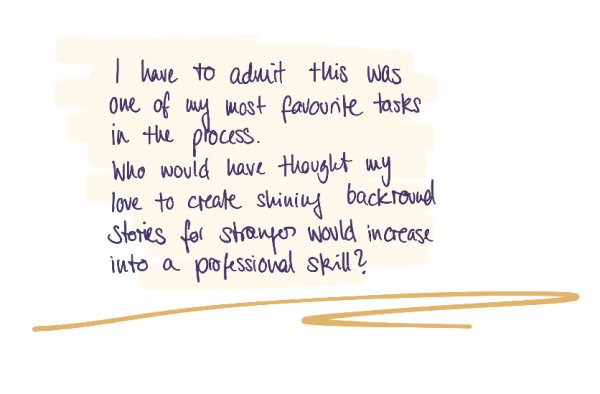 I have to admit this was
one of my most favourite tasks
in the process.
Who would have thought my
love to create shining backround
stories for stranger would increase
into a professional skill?